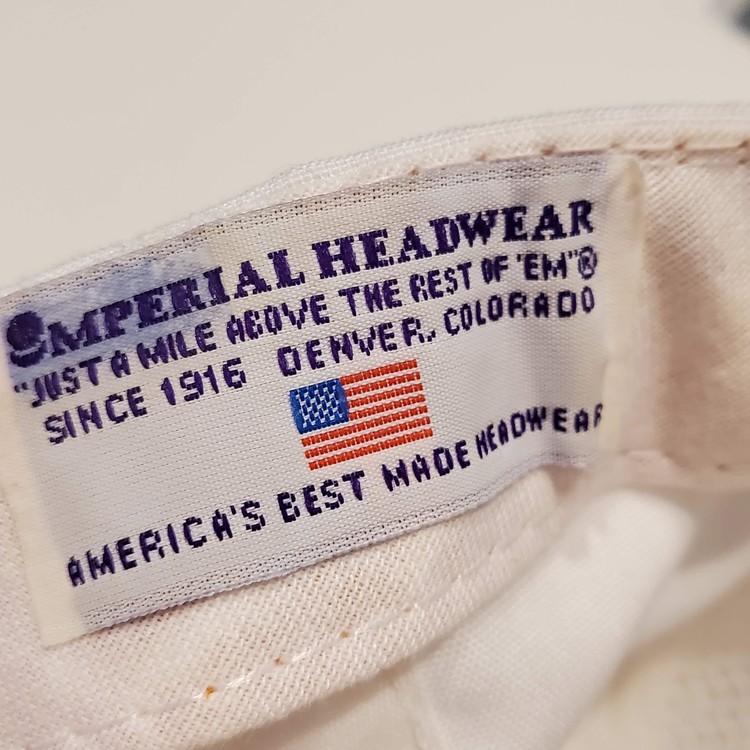 IMPERIAL HEADWEAR
"JUST A MILE ABOVE THE REST OF 'EM"®
SINCE 1916 DENVER, COLORADO
AMERICA'S BEST MADE HEADWEAR